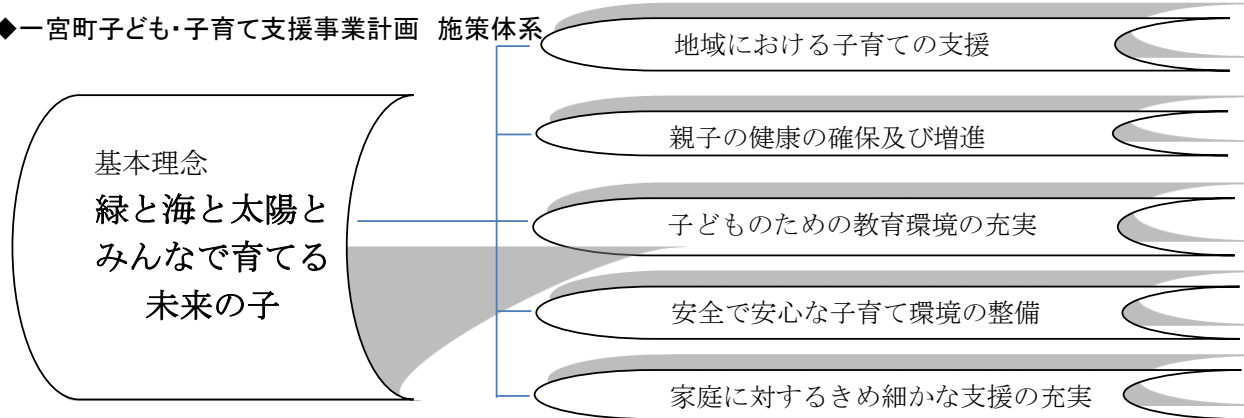 ◆一宮町子ども・子育て支援事業計画　施策体系
基本理念
緑と海と太陽と
みんなで育てる
未来の子
地域における子育ての支援
親子の健康の確保及び増進
子どものための教育環境の充実
安全で安心な子育て環境の整備
家庭に対するきめ細かな支援の充実